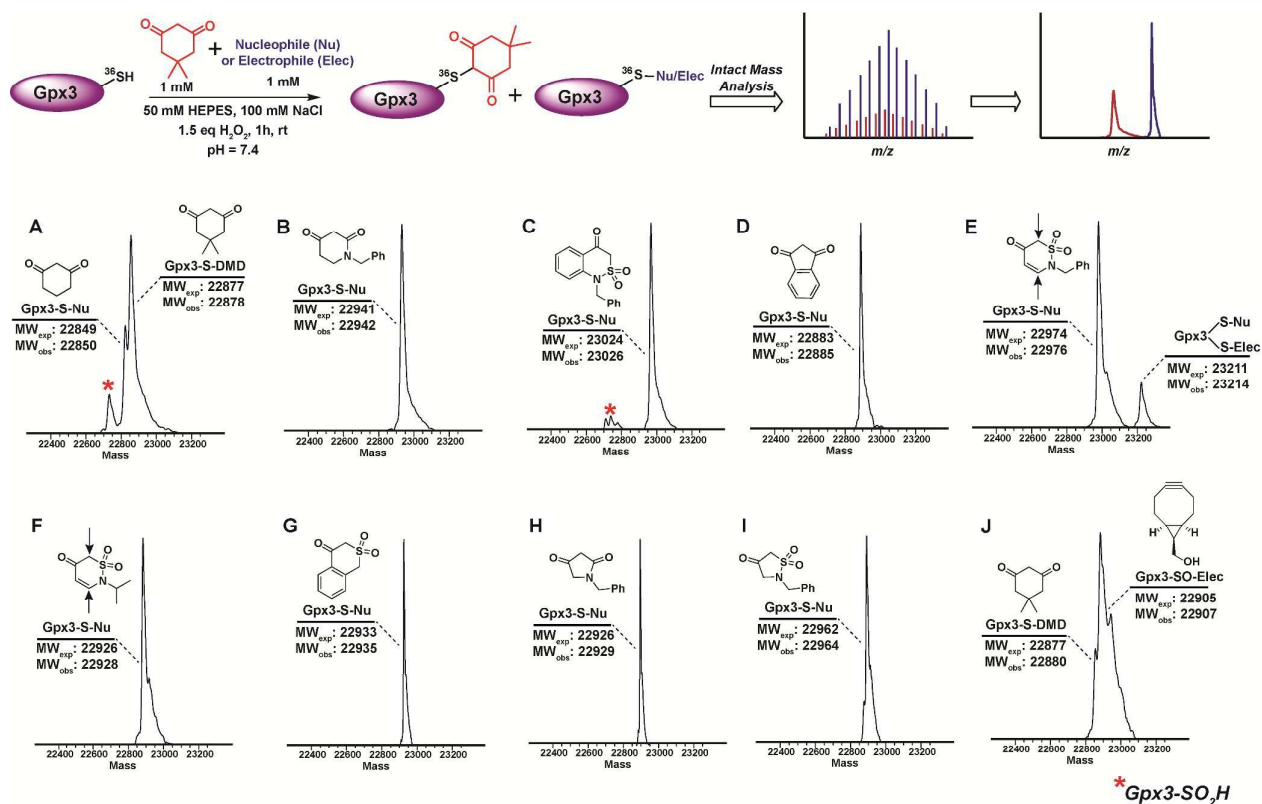 O
O
+
Nucleophile (Nu)
or Electrophile (Elec)
36
SH
1 mM
1 mM
Gpx3
50 mM HEPES, 100 mM NaCl
1.5 eq H2O2, 1h, rt
pH = 7.4
O
36
S
O
Gpx3
+
36
S—Nu/Elec
Gpx3
Intact Mass
Analysis
m/z
m/z
A
O
O
O
O
Gpx3-S-DMD
MWexp: 22877
MWobs: 22878
Gpx3-S-Nu
MWexp: 22849
MWobs: 22850
*
22400 22800 23000 23200
Mass
B
O
O
N
Ph
Gpx3-S-Nu
MWexp: 22941
MWobs: 22942
22400 22800 23000 23200
Mass
C
O
S
O
O
N
Ph
Gpx3-S-Nu
MWexp: 23024
MWobs: 23026
*
22400 22800 23000 23200
Mass
D
O
O
Gpx3-S-Nu
MWexp: 22883
MWobs: 22885
22400 22800 23000 23200
Mass
E
O
O
S
O
N
Ph
Gpx3-S-Nu
MWexp: 22974
MWobs: 22976
S-Nu
Gpx3
S-Elec
MWexp: 23211
MWobs: 23214
22400 22800 23000 23200
Mass
F
O
O
S
O
N
Gpx3-S-Nu
MWexp: 22926
MWobs: 22928
22400 22600 22800 23000 23200
Mass
G
O
O
S
O
Gpx3-S-Nu
MWexp: 22933
MWobs: 22935
22400 22600 22800 23000 23200
Mass
H
O
O
N
Ph
Gpx3-S-Nu
MWexp: 22926
MWobs: 22929
22400 22600 22800 23000 23200
Mass
I
O
O
S
O
N
Ph
Gpx3-S-Nu
MWexp: 22962
MWobs: 22964
22400 22600 22800 23000 23200
Mass
J
O
O
H
H
OH
Gpx3-SO-Elec
MWexp: 22905
MWobs: 22907
Gpx3-S-DMD
MWexp: 22877
MWobs: 22880
22400 22600 22800 23000 23200
Mass
*Gpx3-SO2H